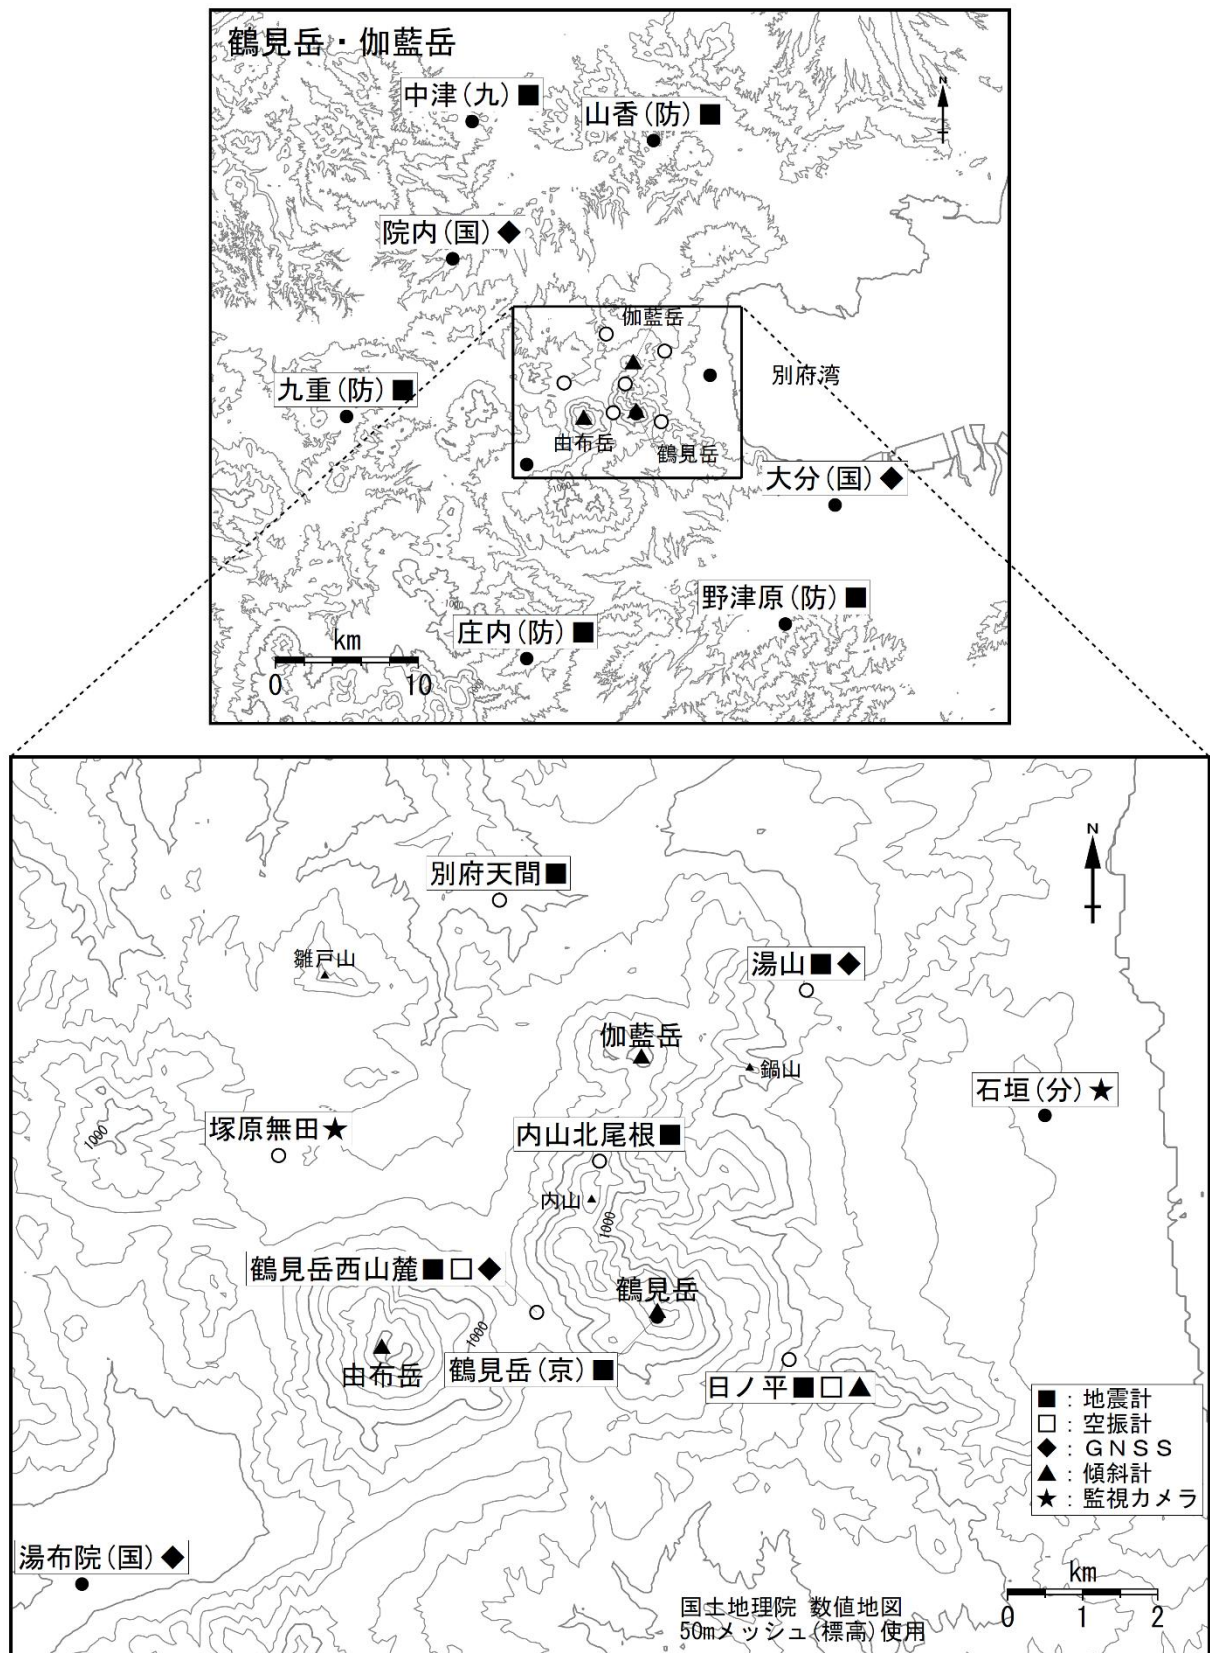 鶴見岳・伽藍岳
中津(九)■
山香(防)■
N
院内(国)◆
伽藍岳
別府湾
九重(防)■
由布岳
鶴見岳
大分(国)◆
1000
野津原(防)■
庄内(防)■
km
0 10
N
別府天間■
雛戸山
湯山■◆
伽藍岳
鍋山
石垣(分)★
1000
塚原無田★
内山北尾根■
内山
1000
鶴見岳西山麓■□◆
鶴見岳
1000
由布岳
鶴見岳(京)■
日ノ平■□▲
■:地震計
□:空振計
◆:GNSS
▲:傾斜計
★:監視カメラ
湯布院(国)◆
km
0 1 2
国土地理院 数値地図
50mメッシュ(標高)使用